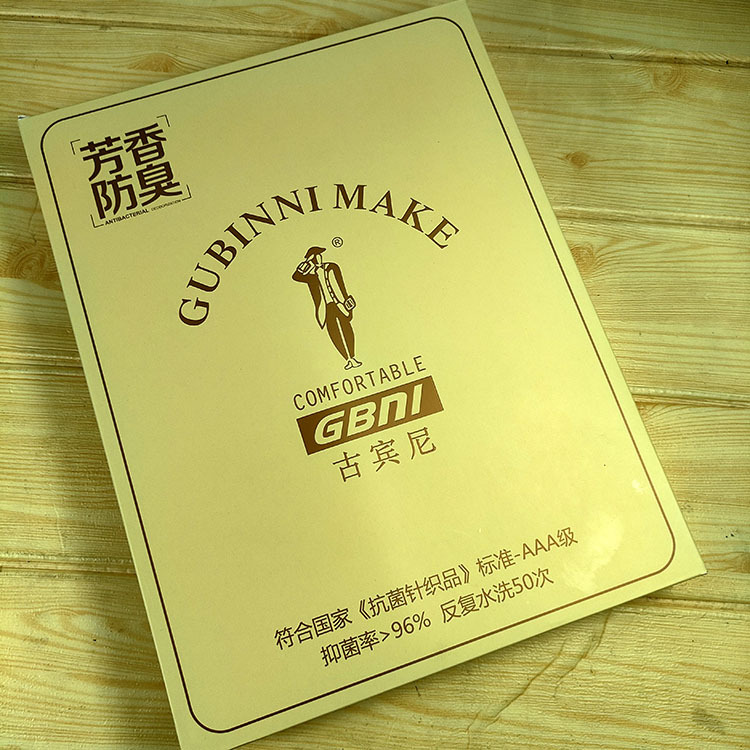 芳香
防臭
ANTIBACTERIAL DEODORIZATION
GUBINNI MAKE
®
COMFORTABLE
GBNI
古宾尼
符合国家《抗菌针织品》标准-AAA级
抑菌率>96% 反复水洗50次